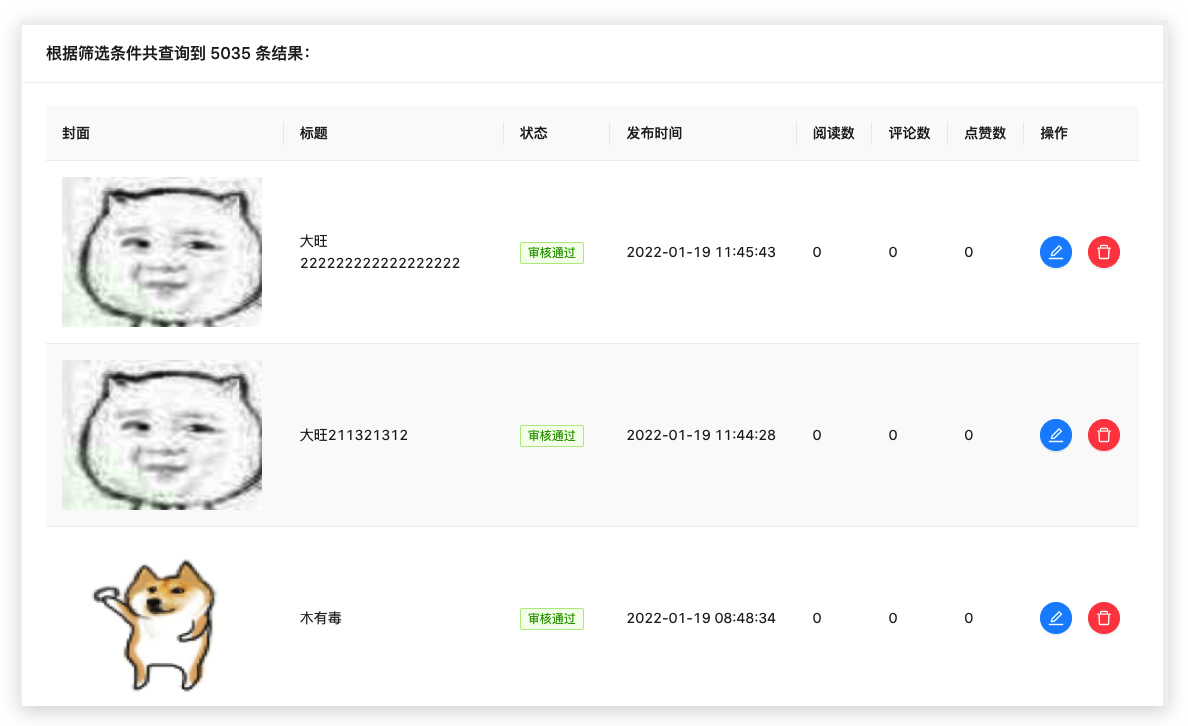 根据筛选条件共查询到 5035 条结果：
封面 标题 状态 发布时间 阅读数 评论数 点赞数 操作
大旺
222222222222222222 审核通过 2022-01-19 11:45:43 0 0 0
大旺211321312 审核通过 2022-01-19 11:44:28 0 0 0
木有毒 审核通过 2022-01-19 08:48:34 0 0 0